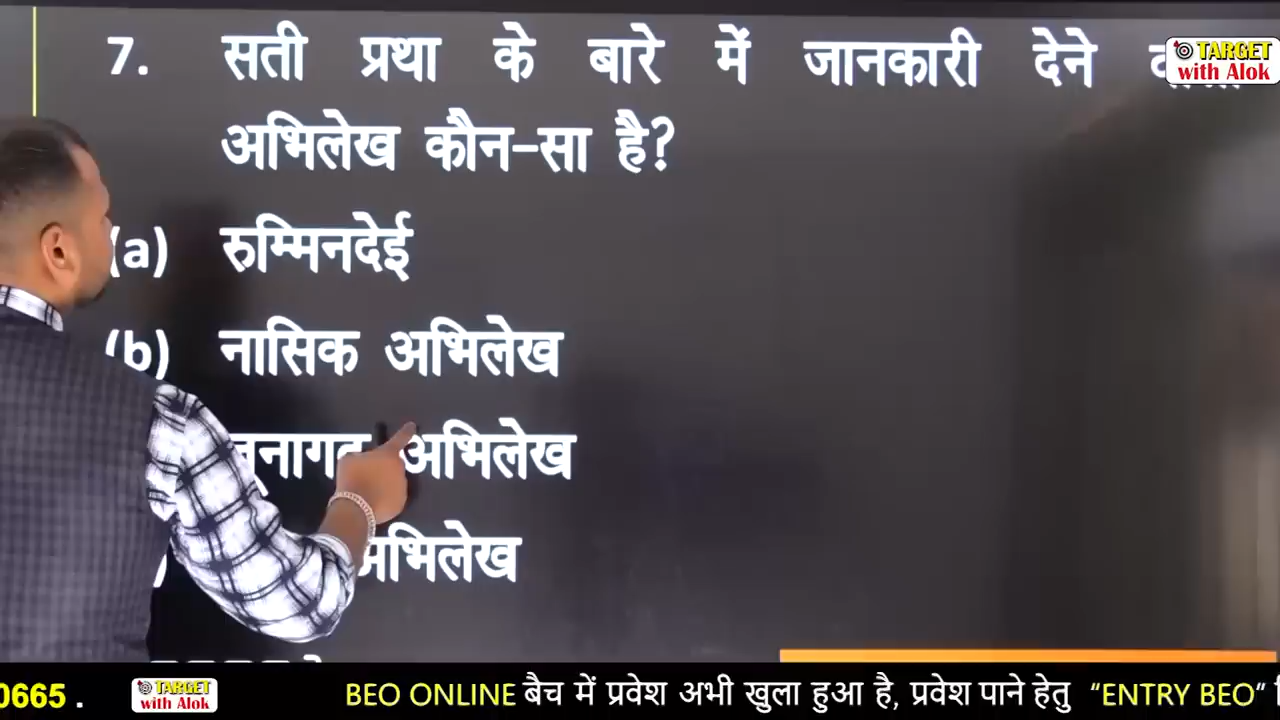 7. सती प्रथा के बारे में जानकारी देने
TARGET
with Alok
अभिलेख कौन-सा है?
(a) रुम्मिनदेई
(b) नासिक अभिलेख
अभिलेख
अभिलेख
0665 .
TARGET
with Alok
BEO ONLINE बैच में प्रवेश अभी खुला हुआ है, प्रवेश पाने हेतु “ENTRY BEO“